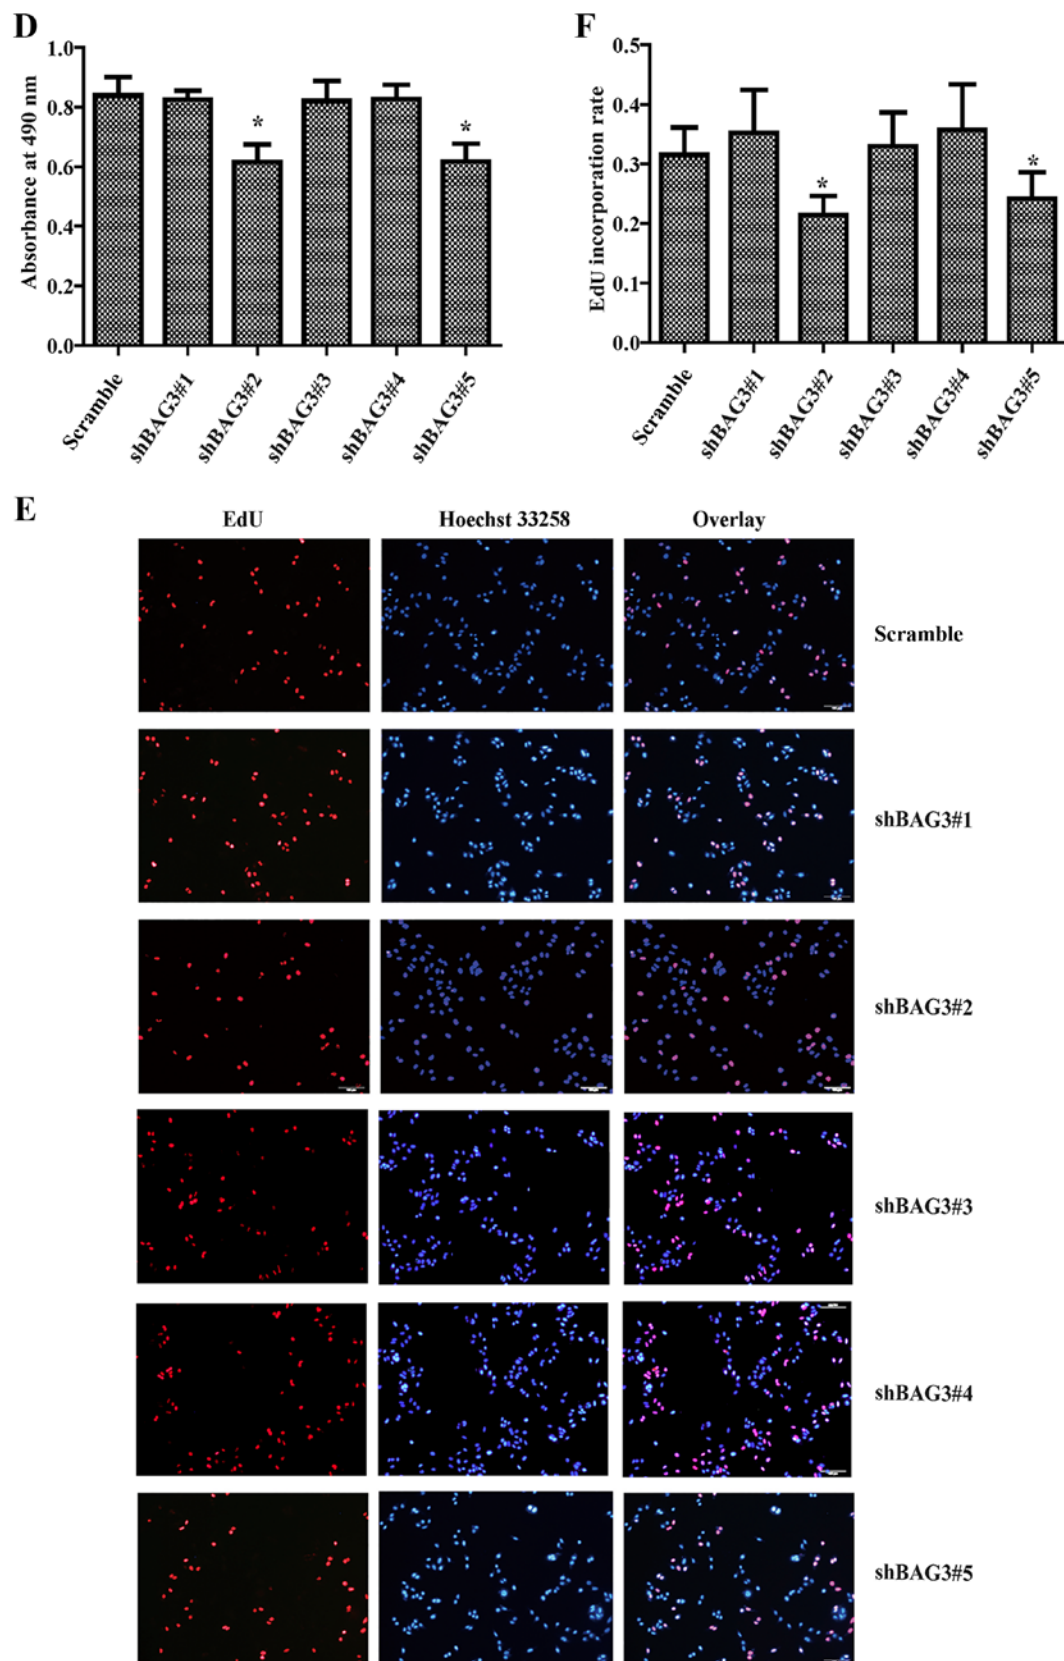 D
Absorbance at 490 nm
1.0
0.8
0.6
0.4
0.2
0.0
*
*
Scramble
shBAG3#1
shBAG3#2
shBAG3#3
shBAG3#4
shBAG3#5
F
EdU incorporation rate
0.5
0.4
0.3
0.2
0.1
0.0
*
*
Scramble
shBAG3#1
shBAG3#2
shBAG3#3
shBAG3#4
shBAG3#5
E
EdU Hoechst 33258 Overlay
Scramble
shBAG3#1
shBAG3#2
shBAG3#3
shBAG3#4
shBAG3#5